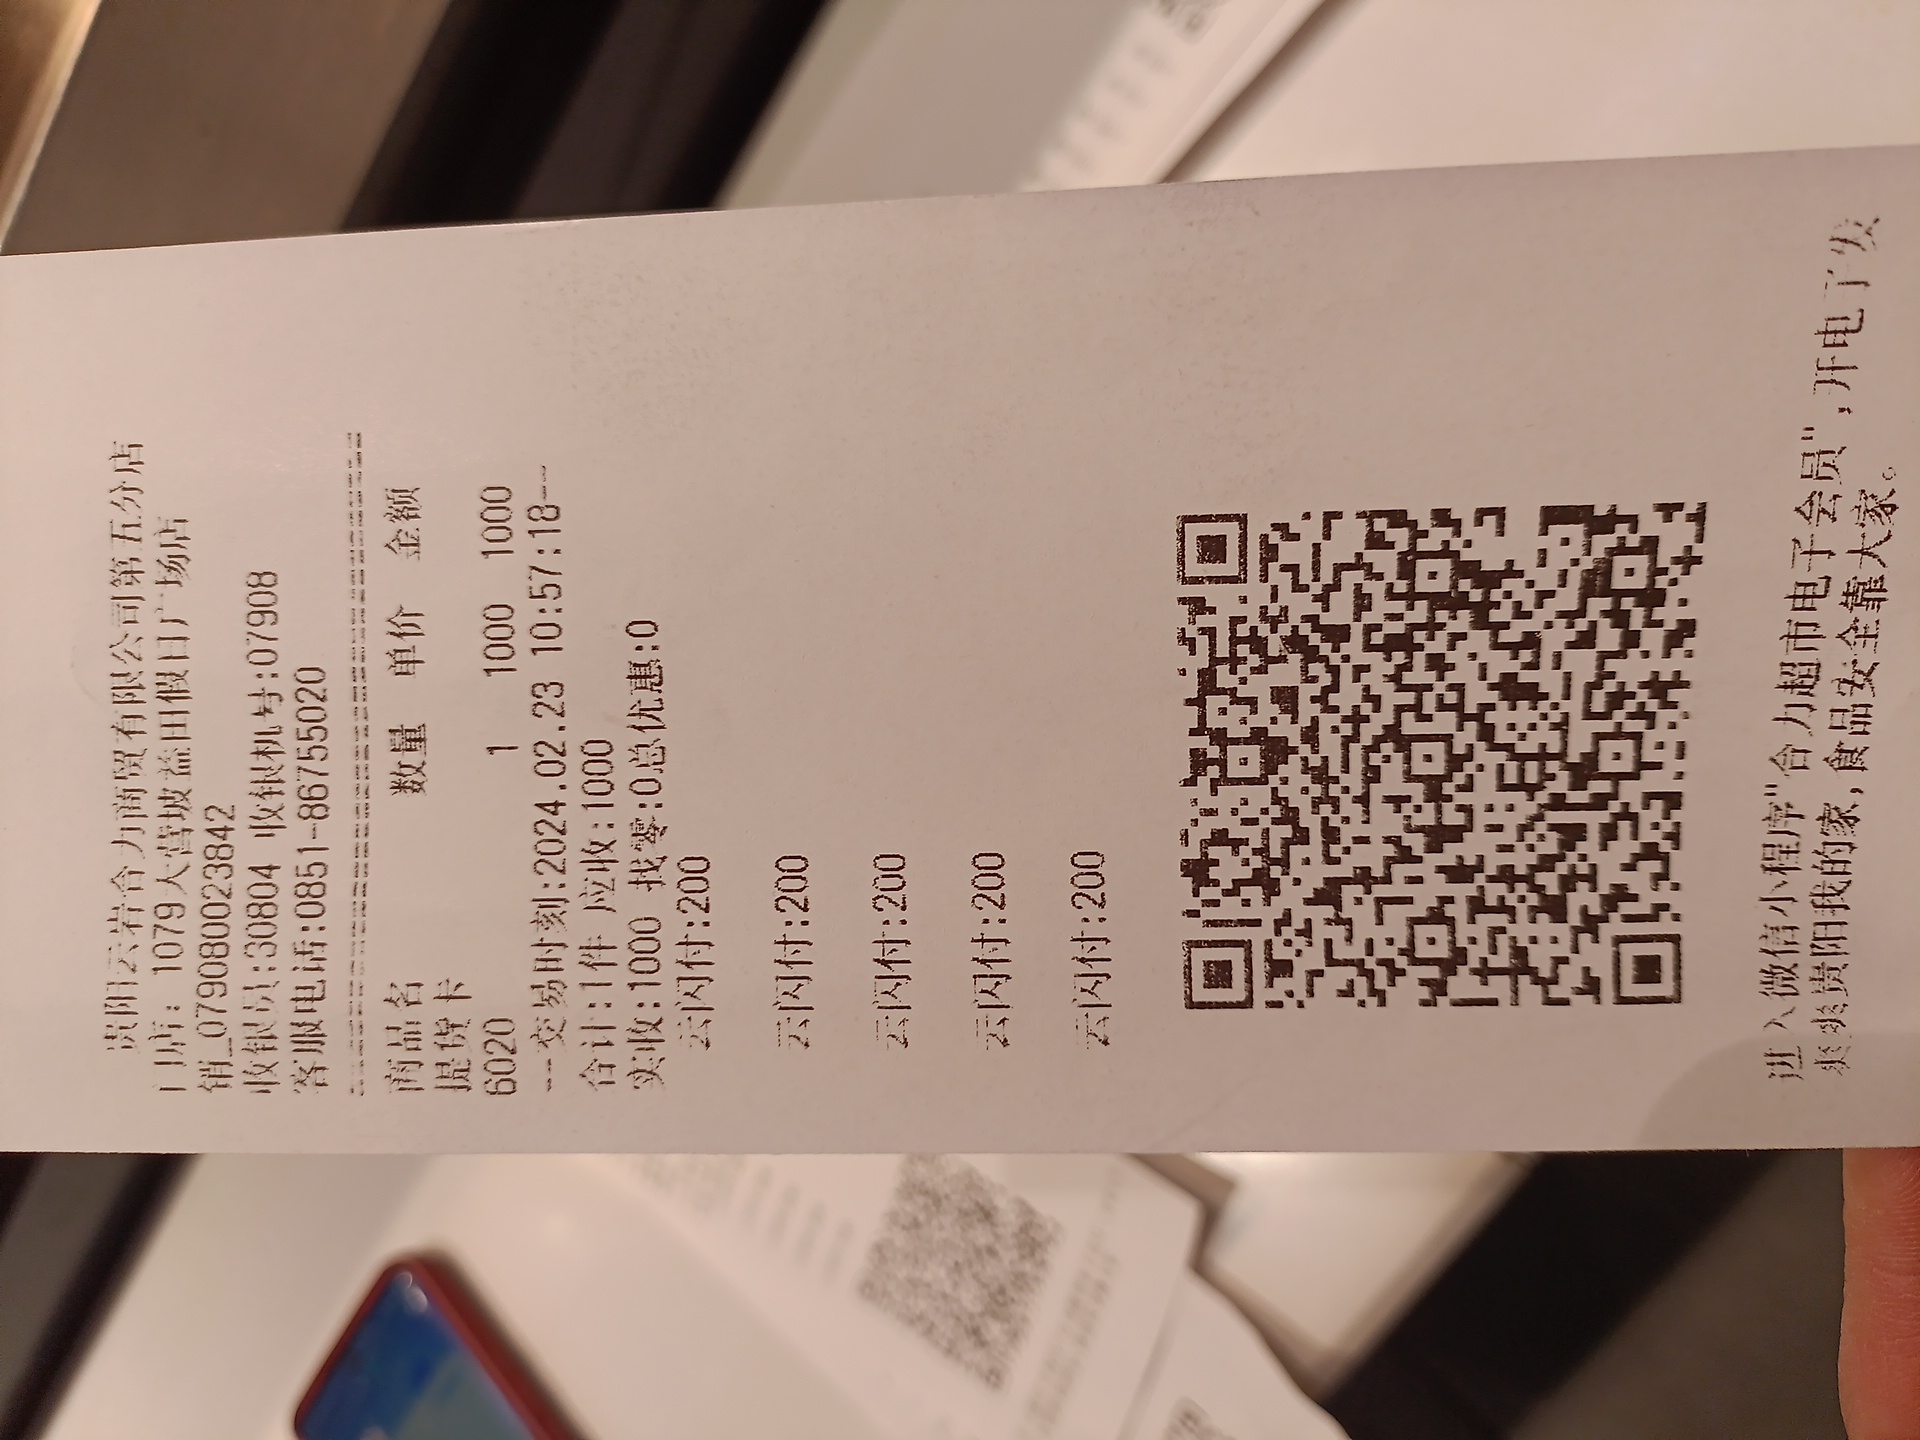 贵阳云岩合力商贸有限公司第五分店
门店: 1079大营坡益田假日广场店
销_07908002384​2
收银员:30804 收银机号:07908
客服电话:0851-86755020
================================
商品名 数量 单价 金额
提货卡
6020 1 1000 1000
--交易时刻:2024.02.23 10:57:18--
合计:1件 应收:1000
实收:1000 找零:0总优惠:0
云闪付:200
云闪付:200
云闪付:200
云闪付:200
云闪付:200
进入微信小程序"合力超市电子会员",开电子发
爽爽贵阳我的家,食品安全靠大家。